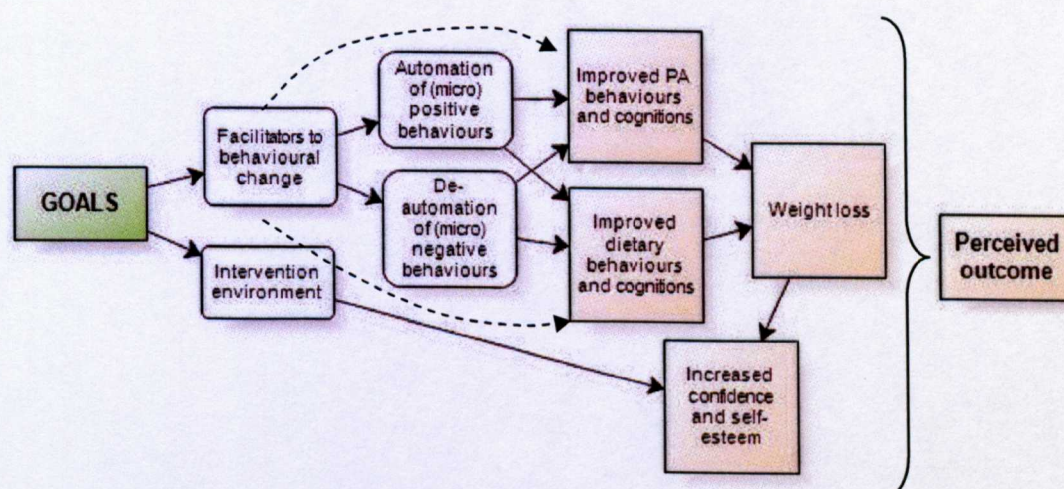 GOALS
Facilitators to
behavioural
change
Intervention
environment
Automation
of (micro)
positive
behaviours
De-
automation
of (micro)
negative
behaviours
Improved PA
behaviours
and cognitions
Improved
dietary
behaviours
and cognitions
Weight loss
Increased
confidence
and self-
esteem
Perceived
outcome